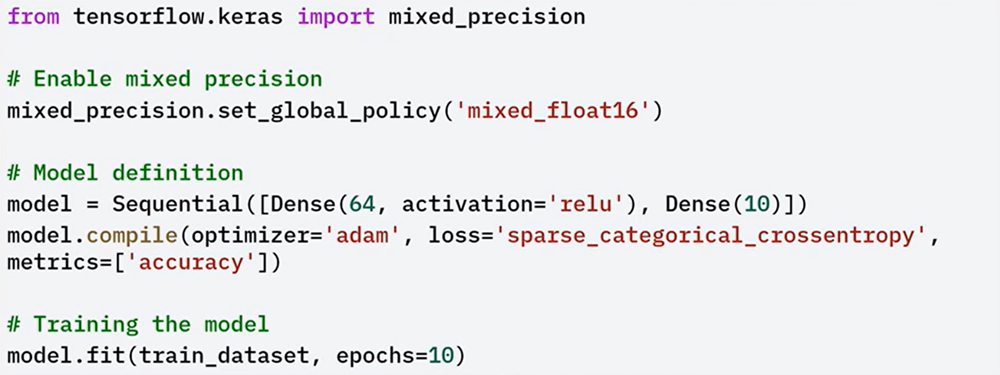 from tensorflow.keras import mixed_precision
# Enable mixed precision
mixed_precision.set_global_policy('mixed_float16')
# Model definition
model = Sequential([Dense(64, activation='relu'), Dense(10)])
model.compile(optimizer='adam', loss='sparse_categorical_crossentropy',
metrics=['accuracy'])
# Training the model
model.fit(train_dataset, epochs=10)